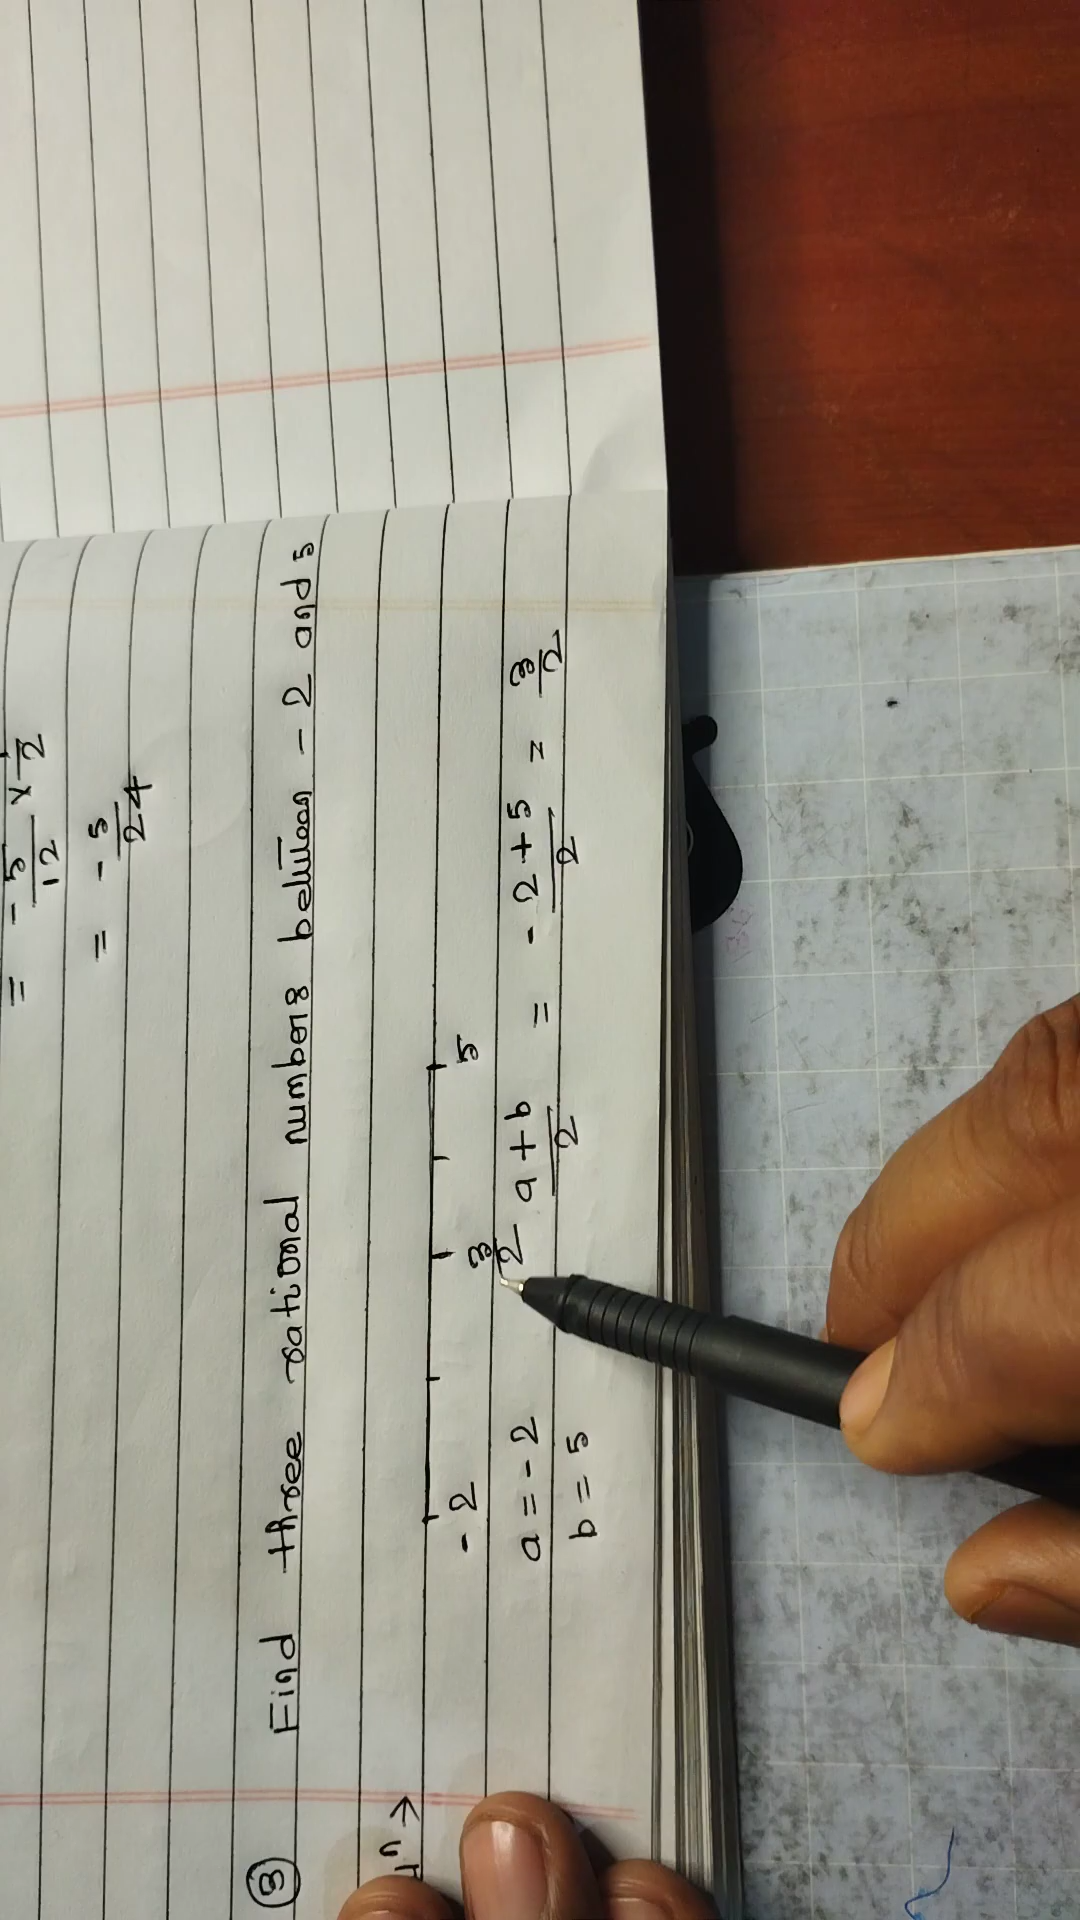 = - 5/12 × 1/2
= - 5/24
③ Find three rational numbers between - 2 and 5
→
- 2 3/2 5
a = - 2 a + b / 2 = - 2 + 5 / 2 = 3/2
b = 5